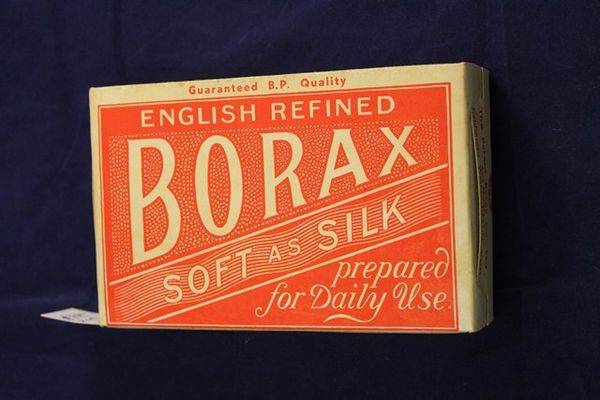 Guaranteed B.P. Quality
ENGLISH REFINED
BORAX
SOFT AS SILK
prepared
for Daily Use.